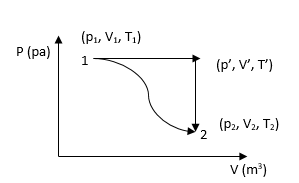 (p₁, V₁, T₁)
P (pa)
1
(p′, V′, T′)
(p₂, V₂, T₂)
2
V (m³)